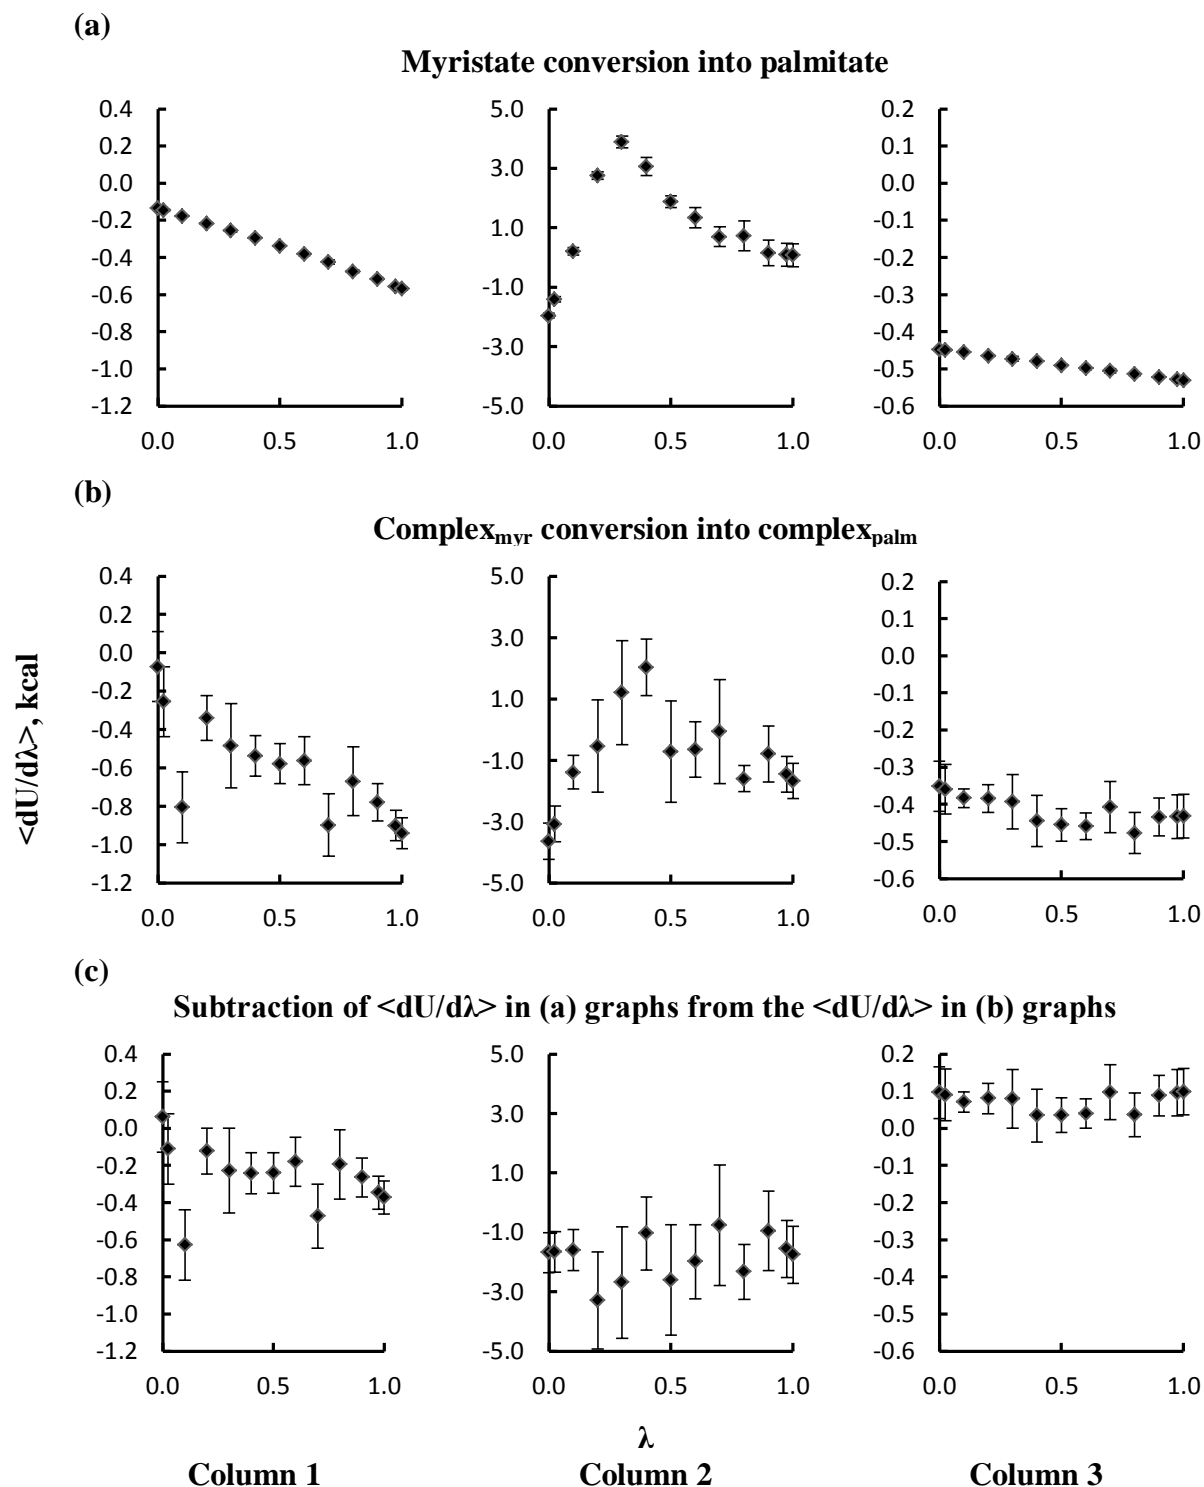 (a)
Myristate conversion into palmitate
0.4 5.0 0.2
0.2 0.1
0.0 3.0 0.0
-0.2 1.0 -0.1
-0.4 -0.2
-0.6 -1.0 -0.3
-0.8 -0.4
-1.0 -3.0 -0.5
-1.2 -5.0 -0.6
0.0 0.5 1.0 0.0 0.5 1.0 0.0 0.5 1.0
(b)
Complexmyr conversion into complexpalm
0.4 5.0 0.2
0.2 0.1
0.0 3.0 0.0
-0.2 1.0 -0.1
-0.4 -0.2
-0.6 -1.0 -0.3
-0.8 -0.4
-1.0 -3.0 -0.5
-1.2 -5.0 -0.6
0.0 0.5 1.0 0.0 0.5 1.0 0.0 0.5 1.0
<dU/dλ>, kcal
(c)
Subtraction of <dU/dλ> in (a) graphs from the <dU/dλ> in (b) graphs
0.4 5.0 0.2
0.2 0.1
0.0 3.0 0.0
-0.2 1.0 -0.1
-0.4 -0.2
-0.6 -1.0 -0.3
-0.8 -0.4
-1.0 -3.0 -0.5
-1.2 -5.0 -0.6
0.0 0.5 1.0 0.0 0.5 1.0 0.0 0.5 1.0
λ
Column 1 Column 2 Column 3